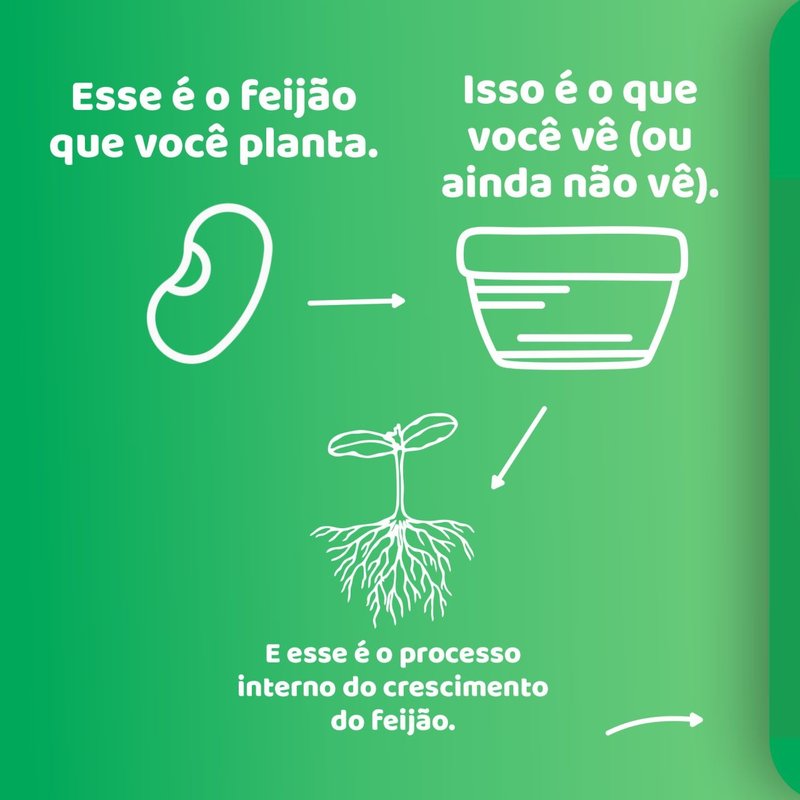 Esse é o feijão
que você planta.
Isso é o que
você vê (ou
ainda não vê).
E esse é o processo
interno do crescimento
do feijão.